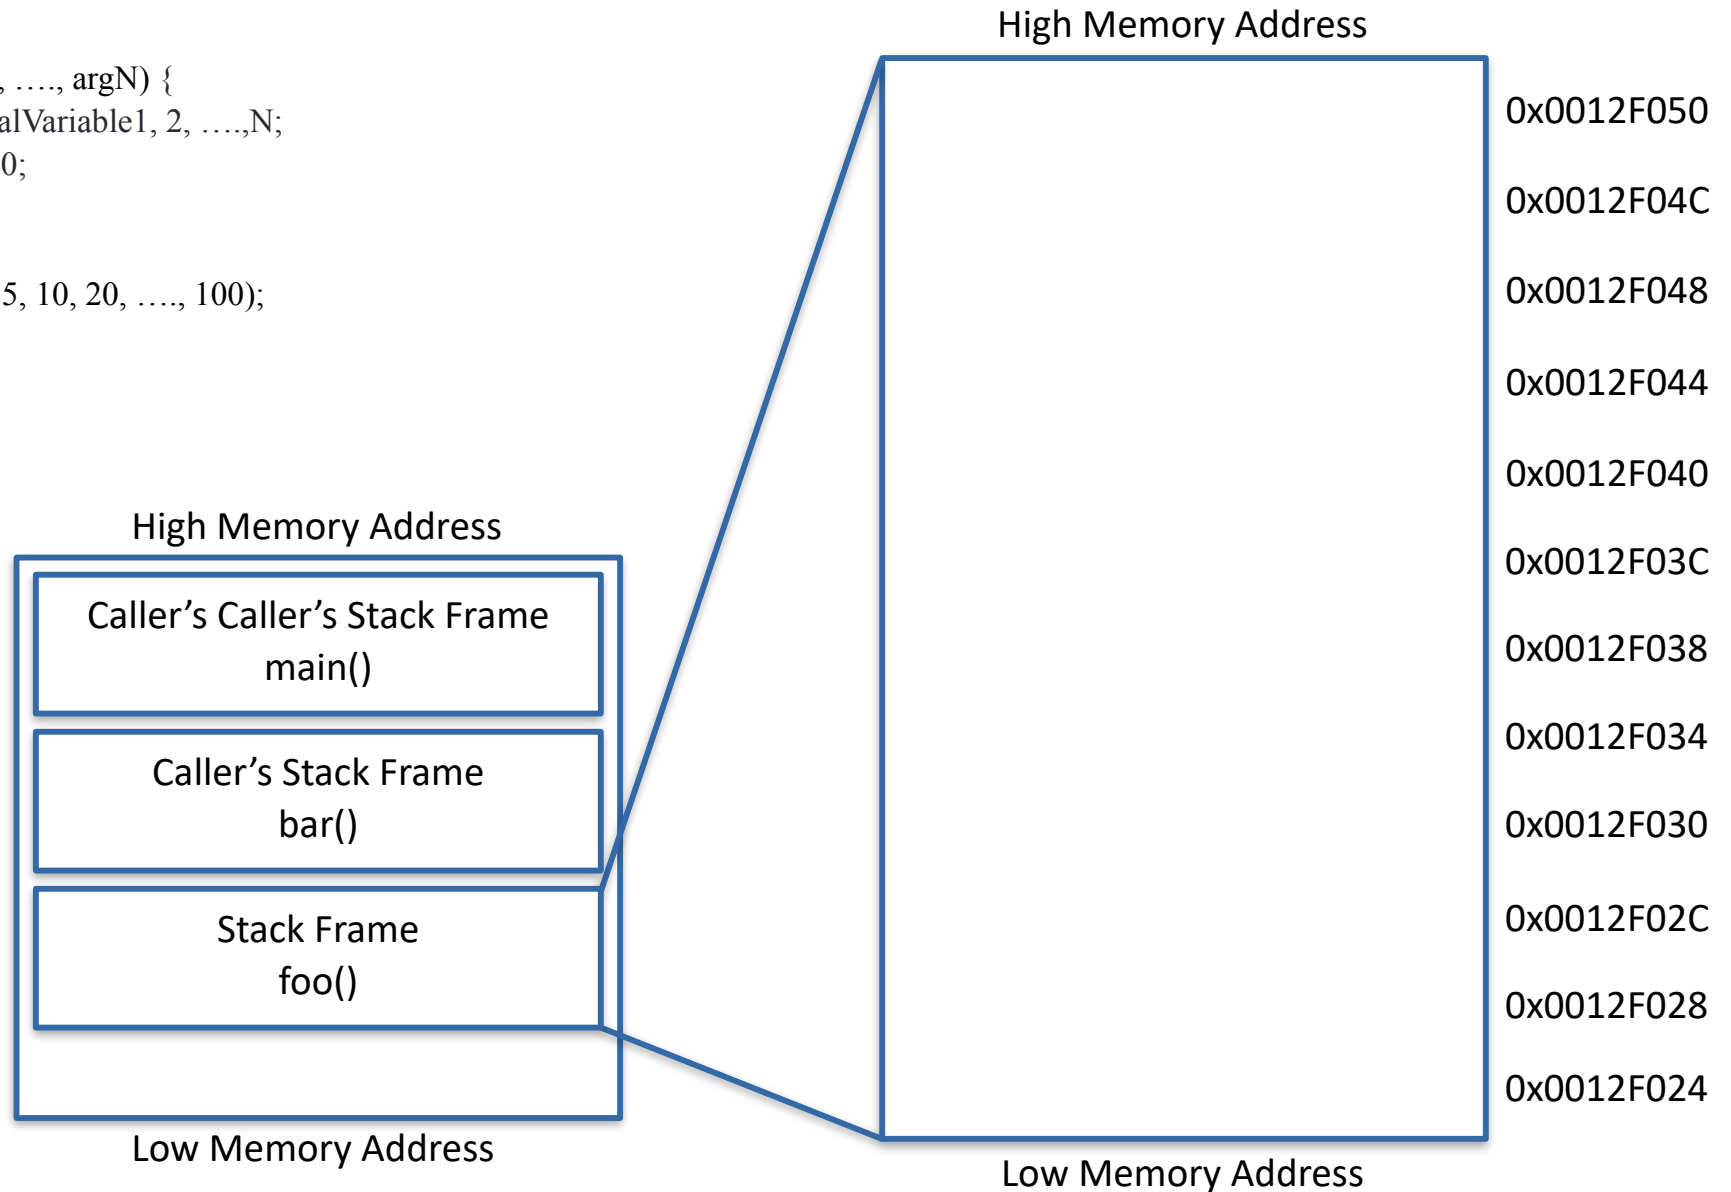 , …., argN) {
alVariable1, 2, ….,N;
0;
5, 10, 20, …., 100);
High Memory Address
Caller’s Caller’s Stack Frame
main()
Caller’s Stack Frame
bar()
Stack Frame
foo()
Low Memory Address
High Memory Address
0x0012F050
0x0012F04C
0x0012F048
0x0012F044
0x0012F040
0x0012F03C
0x0012F038
0x0012F034
0x0012F030
0x0012F02C
0x0012F028
0x0012F024
Low Memory Address